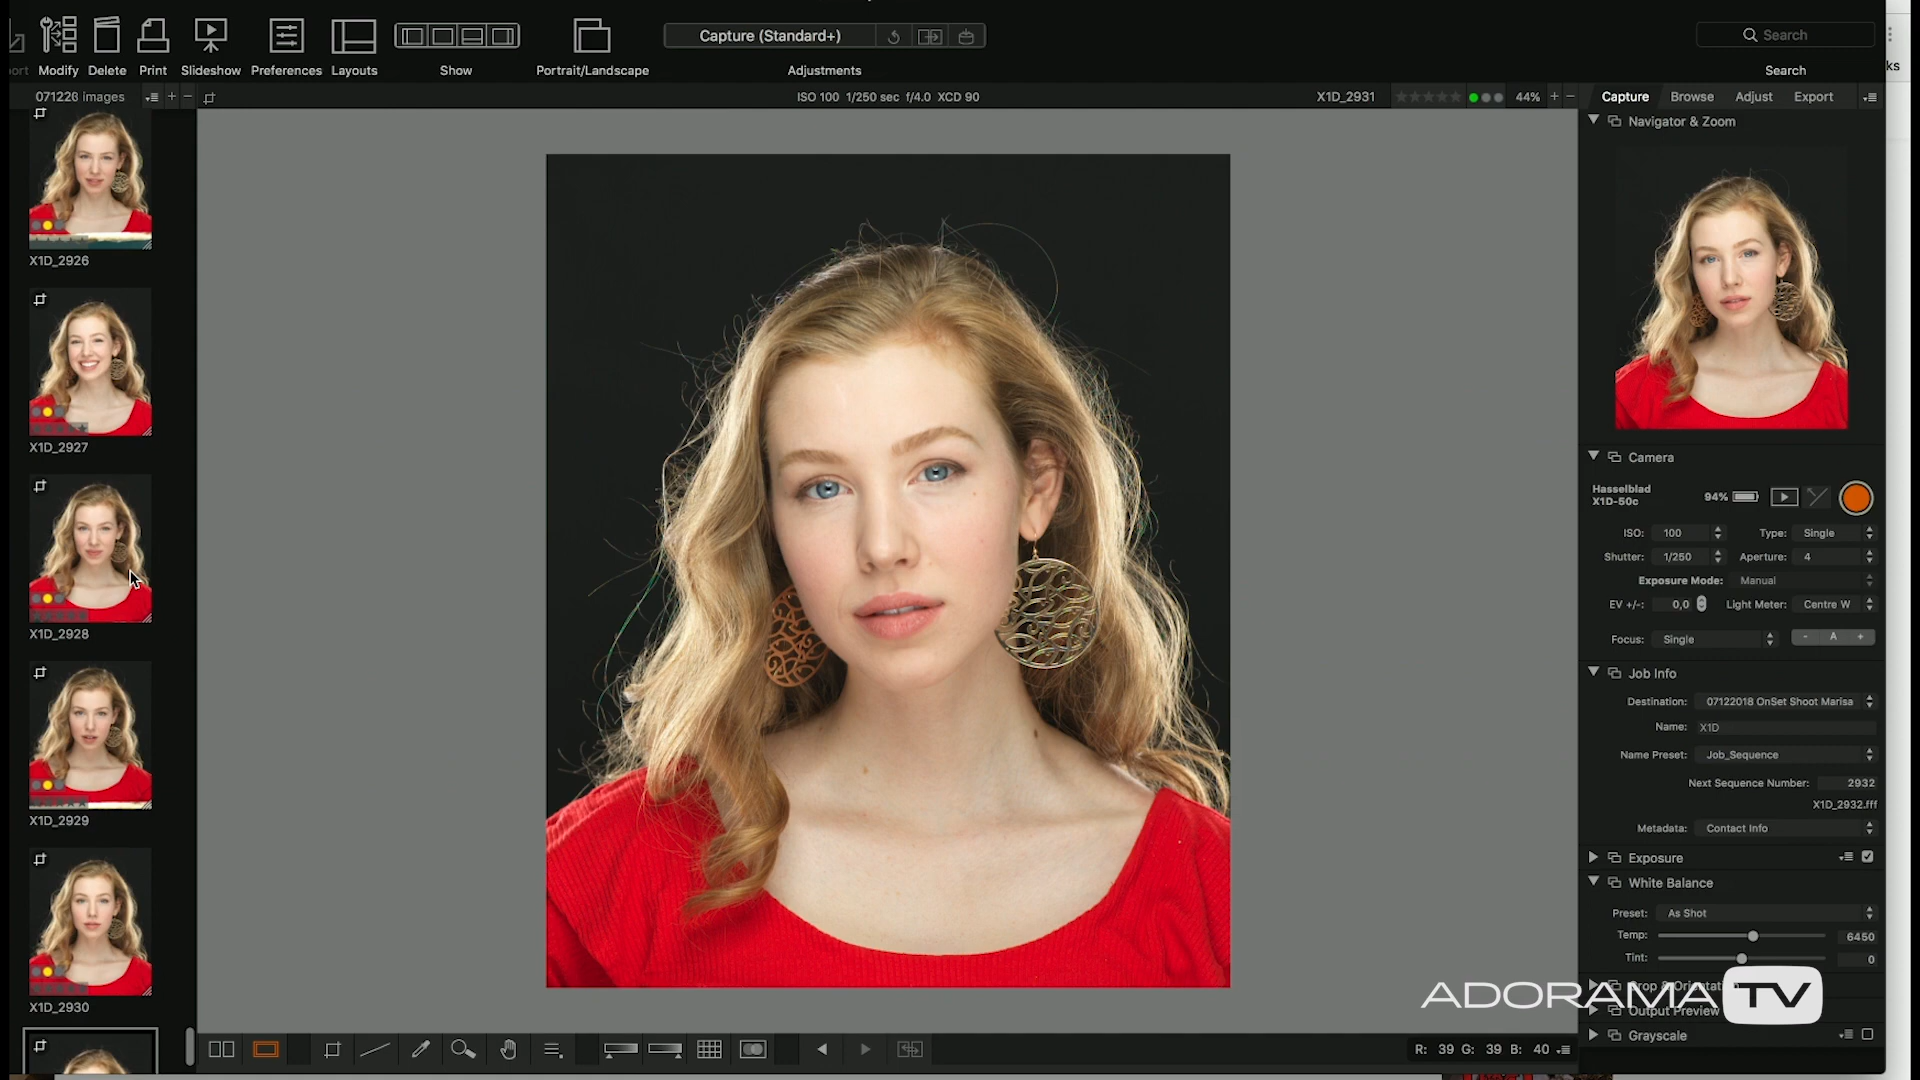 Modify
Delete
Print
Slideshow
Preferences
Layouts
Show
Portrait/Landscape
Capture (Standard+)
Adjustments
Search
Search
071226 images
ISO 100 1/250 sec f/4.0 XCD 90
X1D_2931
44%
Capture Browse Adjust Export
X1D_2926
X1D_2927
X1D_2928
X1D_2929
X1D_2930
Navigator & Zoom
Camera
Hasselblad
X1D-50c
94%
ISO: 100 Type: Single
Shutter: 1/250 Aperture: 4
Exposure Mode: Manual
EV +/-: 0,0 Light Meter: Centre W
Focus: Single - A +
Job Info
Destination: 07122018 OnSet Shoot Marisa
Name: X1D
Name Preset: Job_Sequence
Next Sequence Number: 2932
X1D_2932.fff
Metadata: Contact Info
Exposure
White Balance
Preset: As Shot
Temp: 6450
Tint: 0
Output Preview
Grayscale
ADORAMA TV
R: 39 G: 39 B: 40